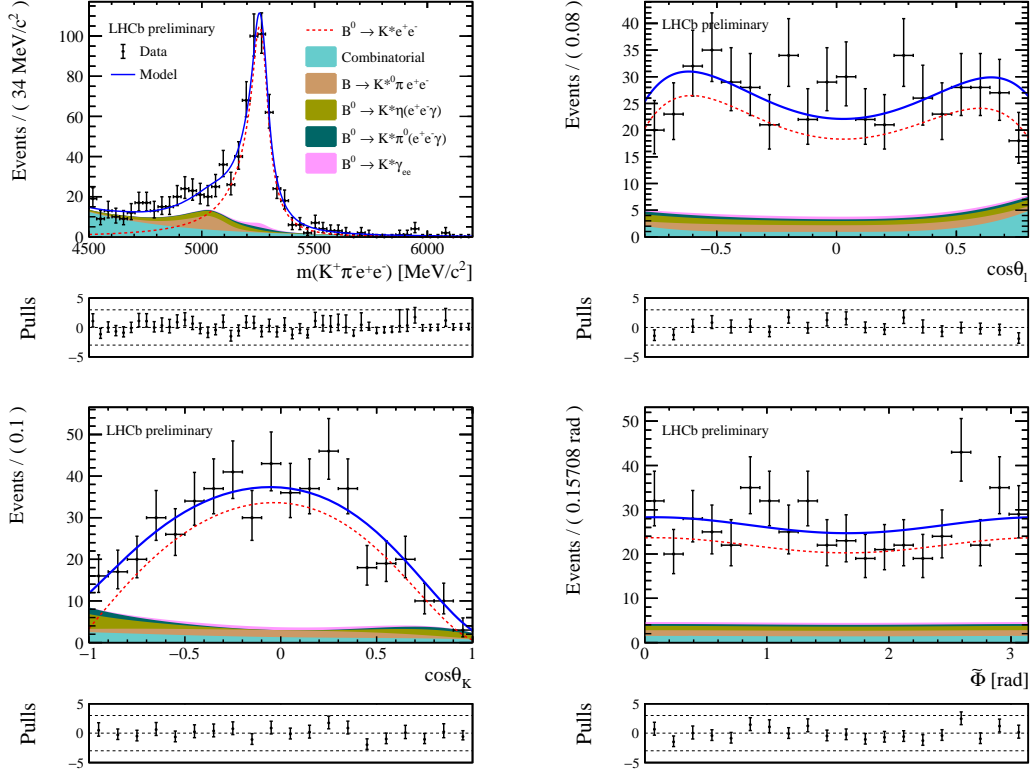 Events / ( 34 MeV/c²)
100
80
60
40
20
0
4500
5000
5500
6000
m(K⁺π⁻e⁺e⁻) [MeV/c²]
LHCb preliminary
Data
Model
B⁰ → K*e⁺e⁻
Combinatorial
B → K*⁰π e⁺e⁻
B⁰ → K*η(e⁺e⁻γ)
B⁰ → K*π⁰(e⁺e⁻γ)
B⁰ → K*γee
Pulls
5
0
−5
Events / ( 0.08 )
40
35
30
25
20
15
10
5
0
LHCb preliminary
−0.5
0
0.5
cosθl
Pulls
5
0
−5
Events / ( 0.1 )
50
40
30
20
10
0
LHCb preliminary
−1
−0.5
0
0.5
1
cosθK
Pulls
5
0
−5
Events / ( 0.15708 rad )
50
40
30
20
10
0
LHCb preliminary
0
1
2
3
Φ̃ [rad]
Pulls
5
0
−5